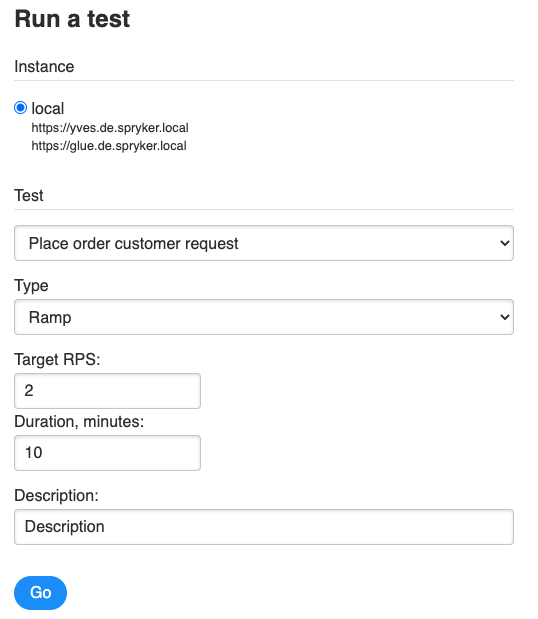 Run a test
Instance
local
https://yves.de.spryker.local
https://glue.de.spryker.local
Test
Place order customer request
Type
Ramp
Target RPS:
2
Duration, minutes:
10
Description:
Description
Go